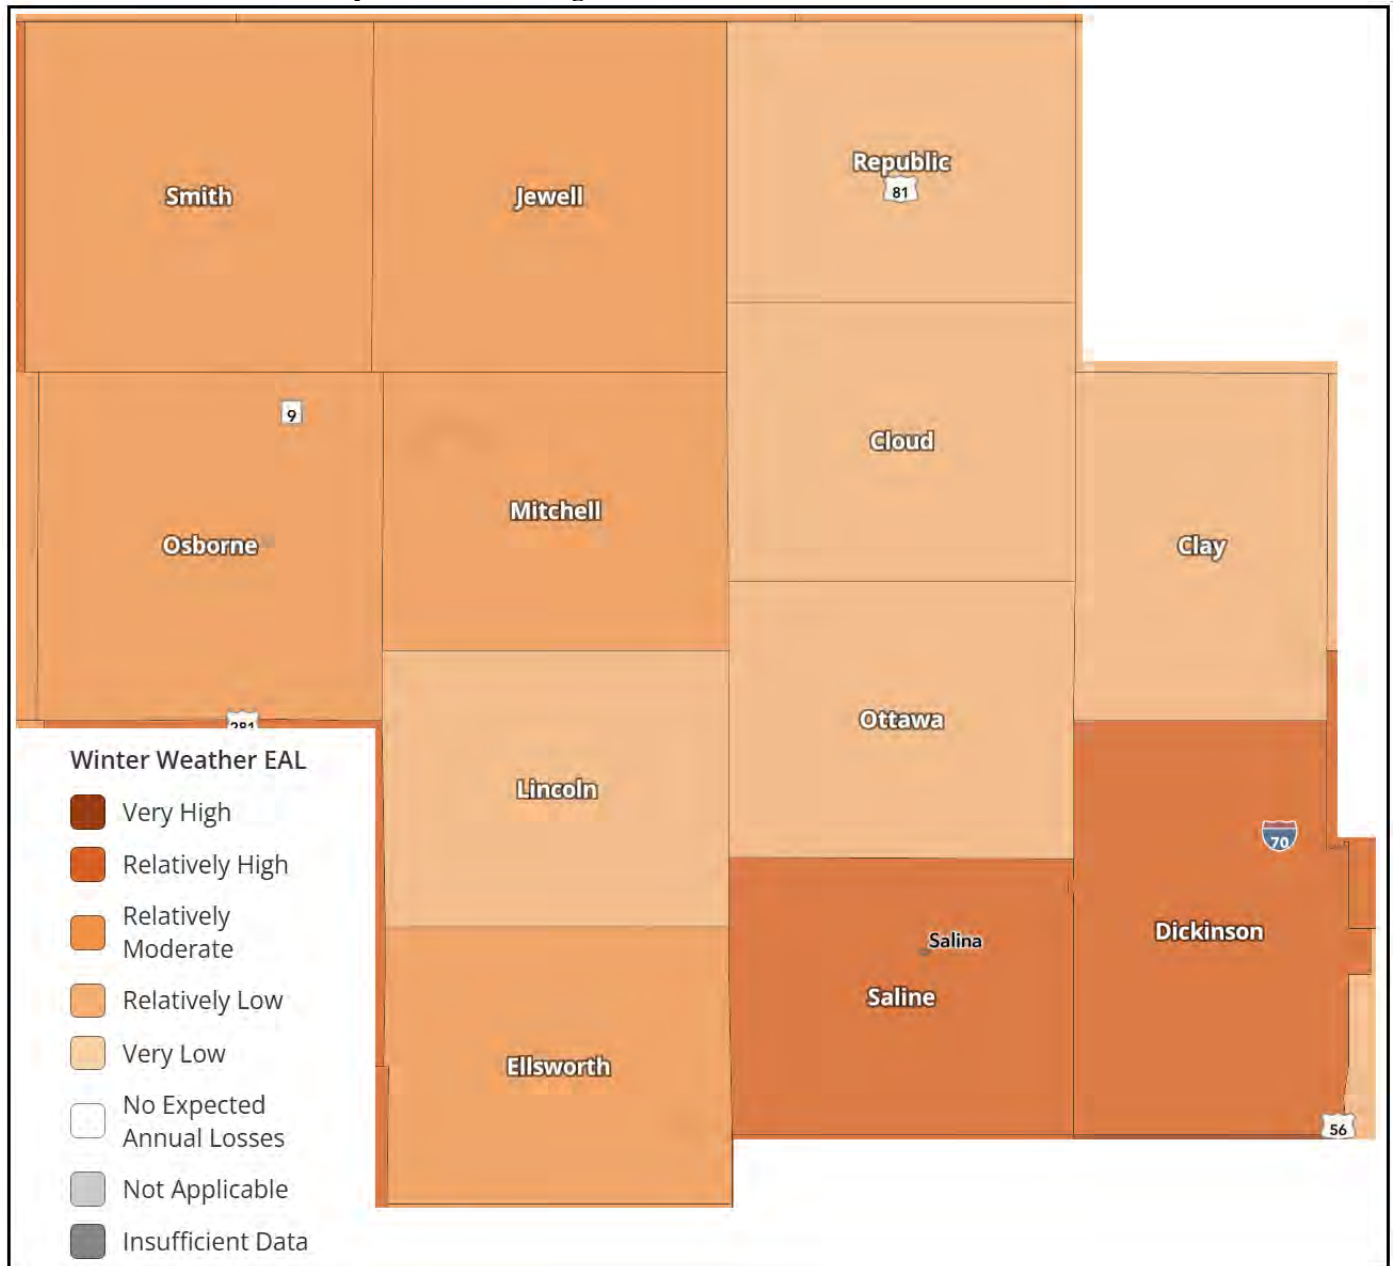 Republic
81
Smith
Jewell
9
Cloud
Mitchell
Osborne
Clay
281
Ottawa
Winter Weather EAL
Lincoln
Very High
70
Relatively High
Relatively
Moderate
Dickinson
Salina
Saline
Relatively Low
Very Low
Ellsworth
No Expected
Annual Losses
56
Not Applicable
Insufficient Data